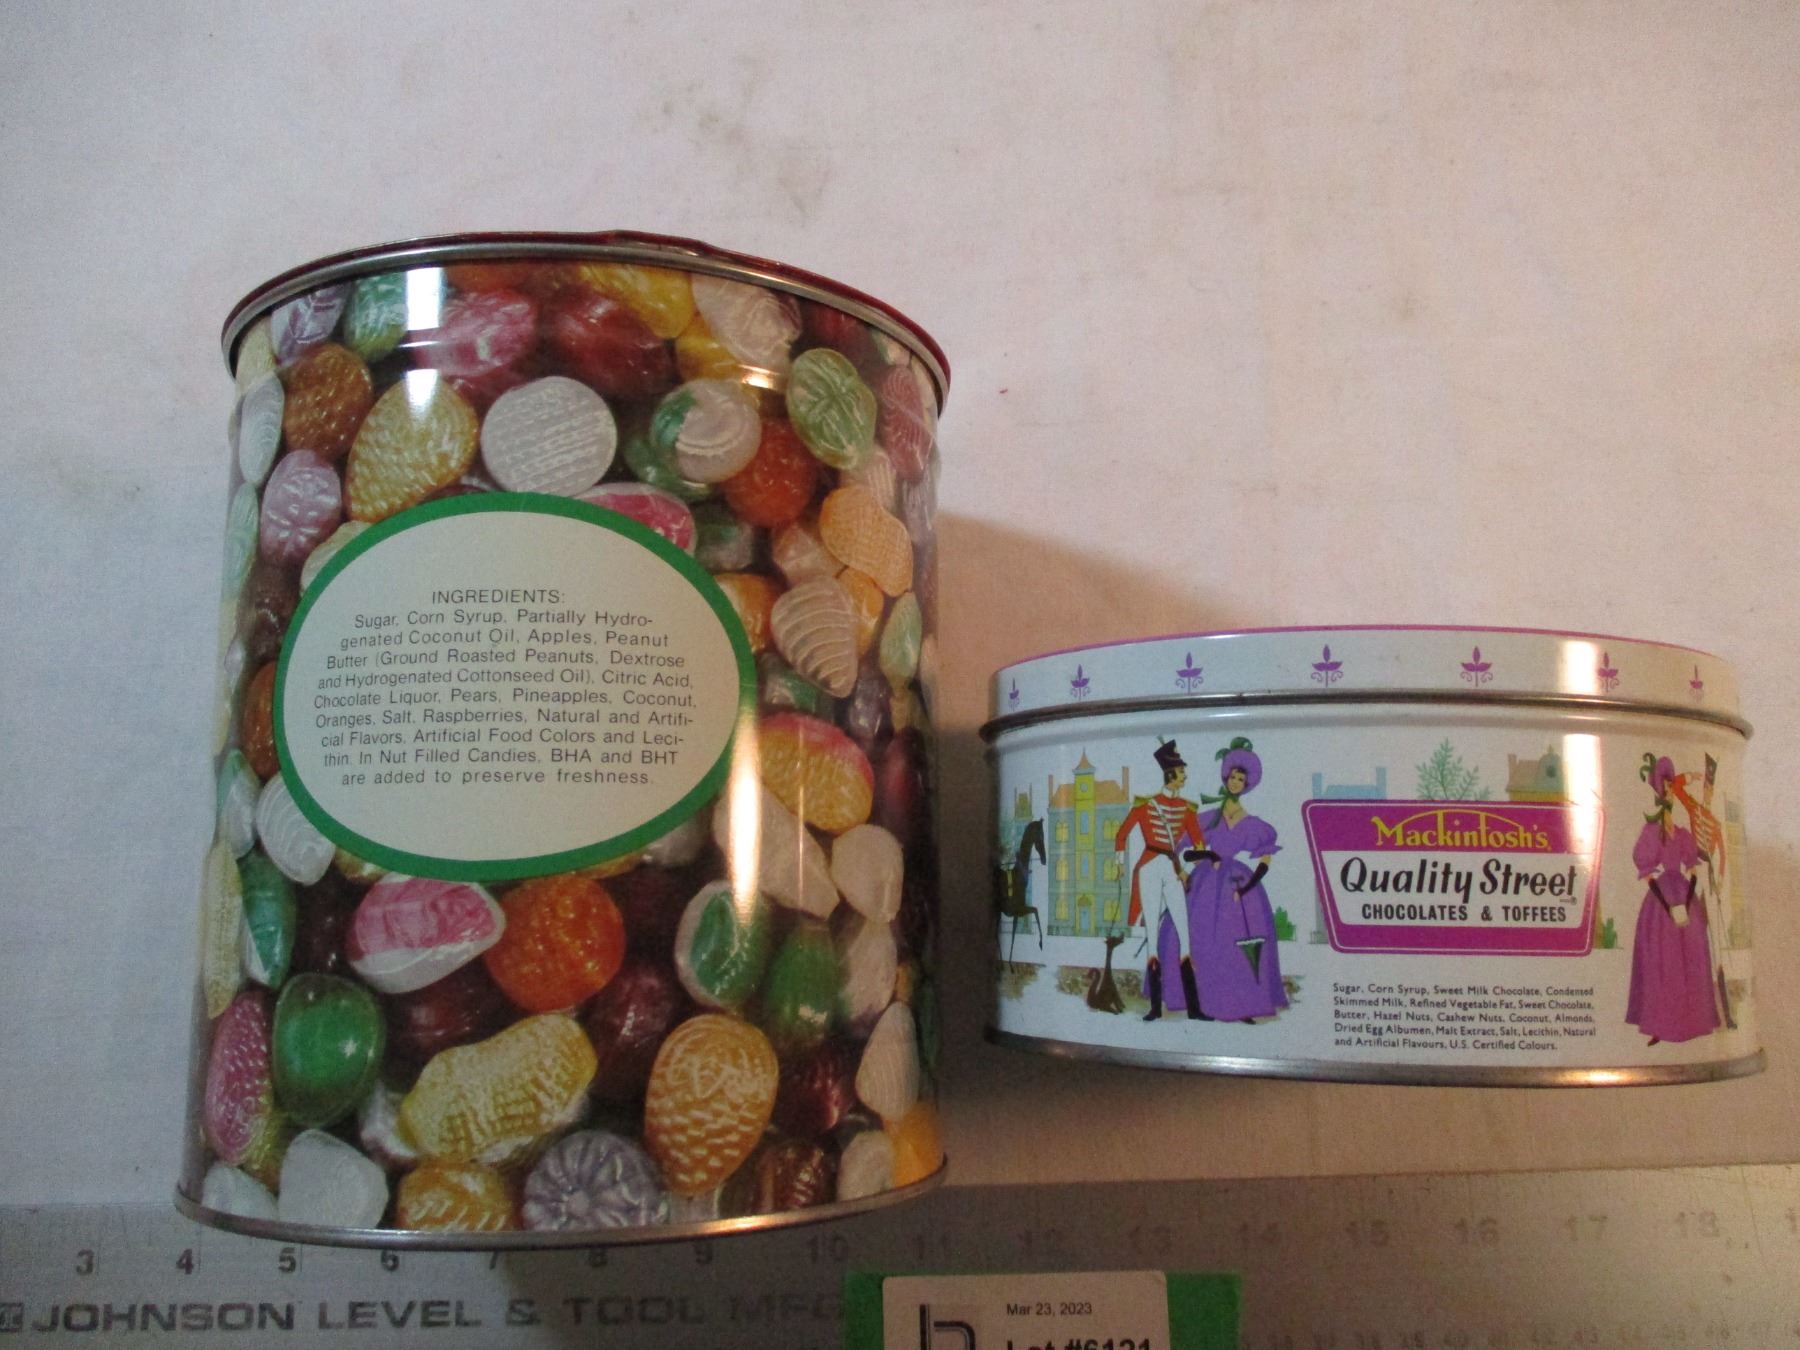 INGREDIENTS:
Sugar, Corn Syrup, Partially Hydro-
genated Coconut Oil, Apples, Peanut
Butter (Ground Roasted Peanuts, Dextrose
and Hydrogenated Cottonseed Oil), Citric Acid,
Chocolate Liquor, Pears, Pineapples, Coconut,
Oranges, Salt, Raspberries, Natural and Artifi-
cial Flavors, Artificial Food Colors and Leci-
thin. In Nut Filled Candies, BHA and BHT
are added to preserve freshness.
Mackintosh's
Quality Street
CHOCOLATES & TOFFEES
Sugar, Corn Syrup, Sweet Milk Chocolate, Condensed
Skimmed Milk, Refined Vegetable Fat, Sweet Chocolate,
Butter, Hazel Nuts, Cashew Nuts, Coconut, Almonds,
Dried Egg Albumen, Malt Extract, Salt, Lecithin, Natural
and Artificial Flavours, U.S. Certified Colours.
3 4 5 6 7 8 9 10 11 12 13 14 15 16 17 18
JOHNSON LEVEL & TOOL MFG
Mar 23, 2023
Lot #6121